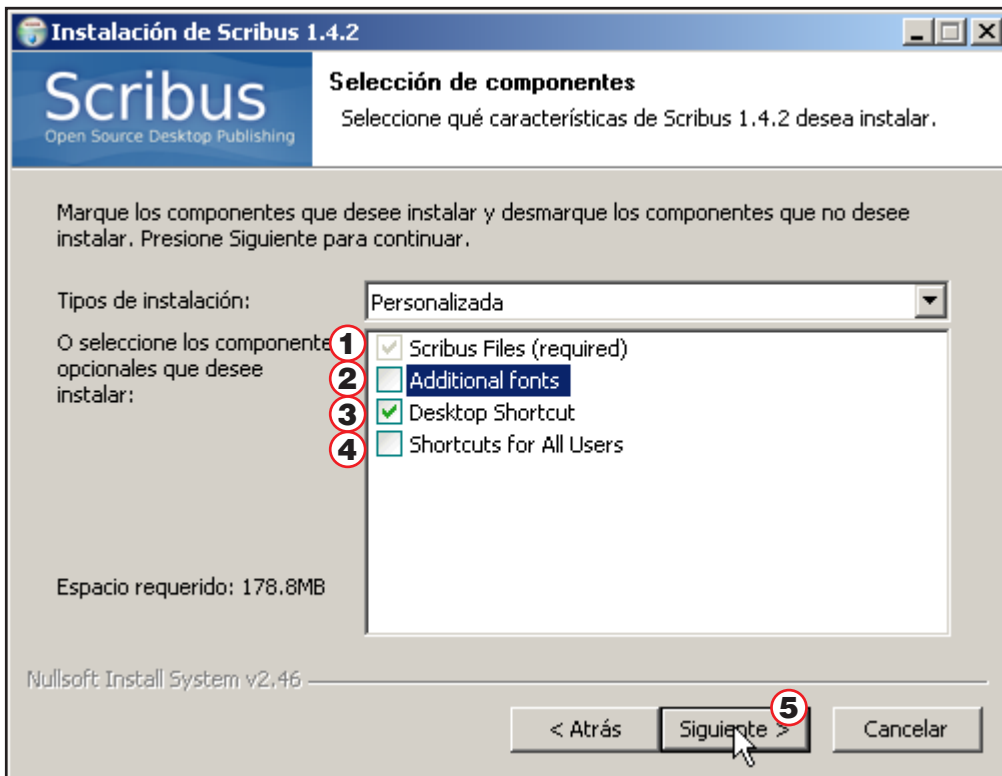 Instalación de Scribus 1.4.2
Scribus
Open Source Desktop Publishing
Selección de componentes
Seleccione qué características de Scribus 1.4.2 desea instalar.
Marque los componentes que desee instalar y desmarque los componentes que no desee
instalar. Presione Siguiente para continuar.
Tipos de instalación:
Personalizada
O seleccione los componente
opcionales que desee
instalar:
1 Scribus Files (required)
2 Additional fonts
3 Desktop Shortcut
4 Shortcuts for All Users
Espacio requerido: 178.8MB
Nullsoft Install System v2.46
5
< Atrás
Siguiente >
Cancelar